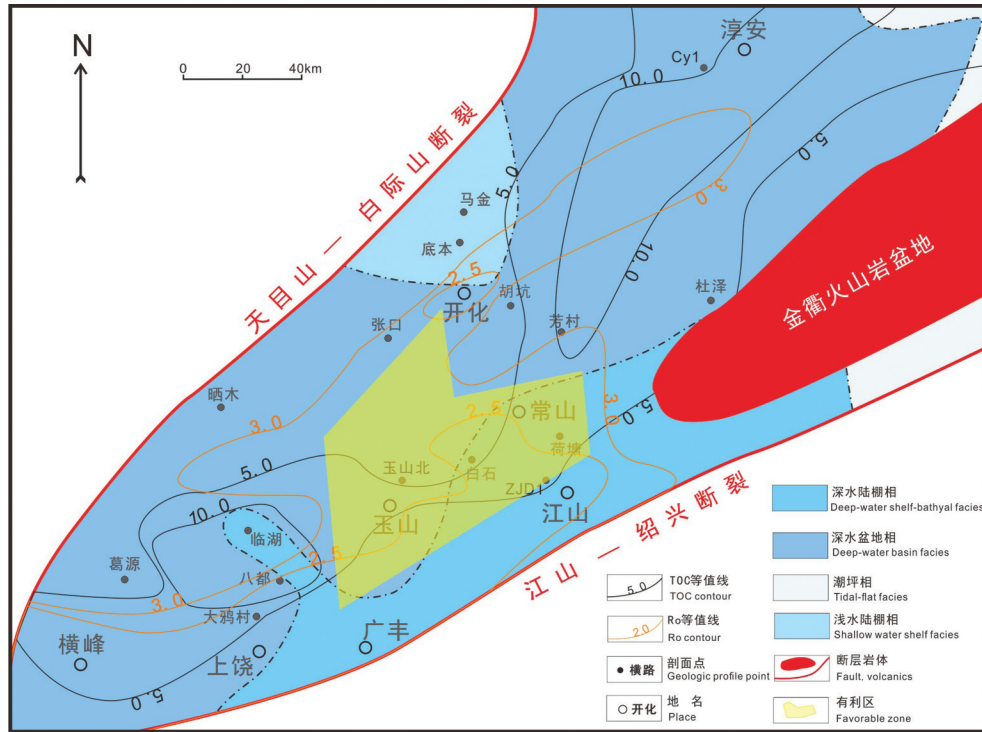 N
0 20 40km
淳安
Cy1
10.0
天目山 — 白际山断裂
5.0
5.0
3.0
马金
底本
10.0
2.5
开化
胡坑
杜泽
金衢火山岩盆地
张口
芳村
晒木
3.0
2.5
常山
3.0
5.0
荷塘
5.0
玉山北
白石
ZJD1
10.0
玉山
江山
江山 — 绍兴断裂
临湖
2.5
葛源
八都
3.0
大鸦村
广丰
横峰
上饶
5.0
5.0
TOC等值线
TOC contour
2.0
Ro等值线
Ro contour
横路
剖面点
Geologic profile point
开化
地 名
Place
深水陆棚相
Deep-water shelf-bathyal facies
深水盆地相
Deep-water basin facies
潮坪相
Tidal-flat facies
浅水陆棚相
Shallow water shelf facies
断层岩体
Fault, volcanics
有利区
Favorable zone